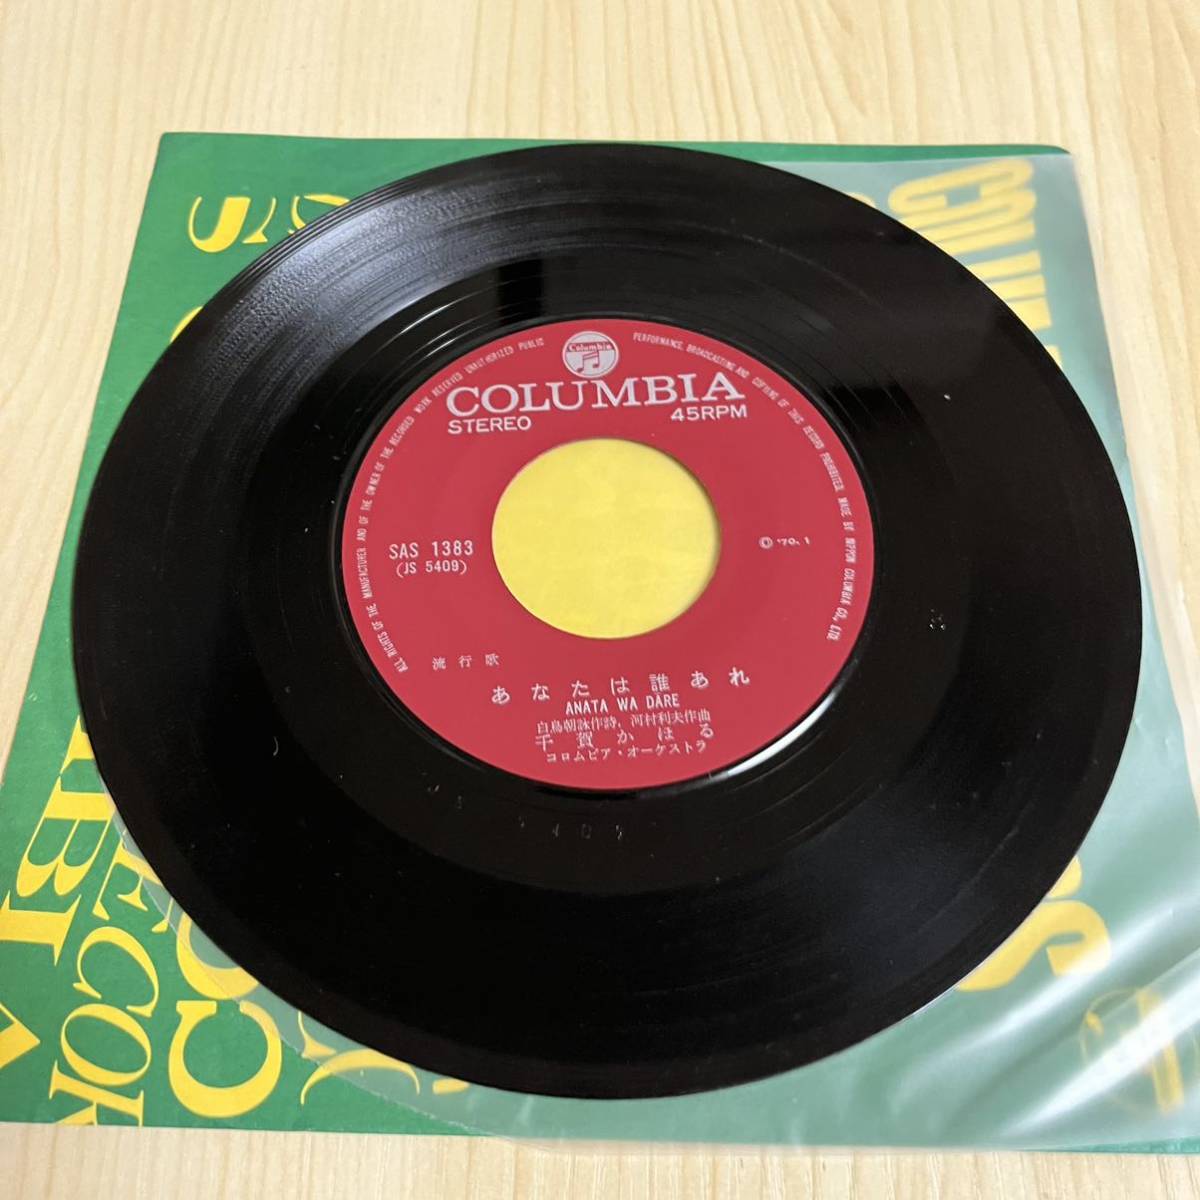 Columbia
ALL RIGHTS OF THE MANUFACTURER AND OF THE OWNER OF THE RECORDED WORK RESERVED UNAUTHORIZED PUBLIC PERFORMANCE, BROADCASTING AND COPYING OF THIS RECORD PROHIBITED. MADE BY NIPPON COLUMBIA CO., LTD.
COLUMBIA
STEREO 45RPM
SAS 1383
(JS 5409)
Ⓒ '70. 1
流行歌
あなたは誰あれ
ANATA WA DARE
白鳥朝詠作詩, 河村利夫作曲
千賀かほる
コロムビア・オーケストラ